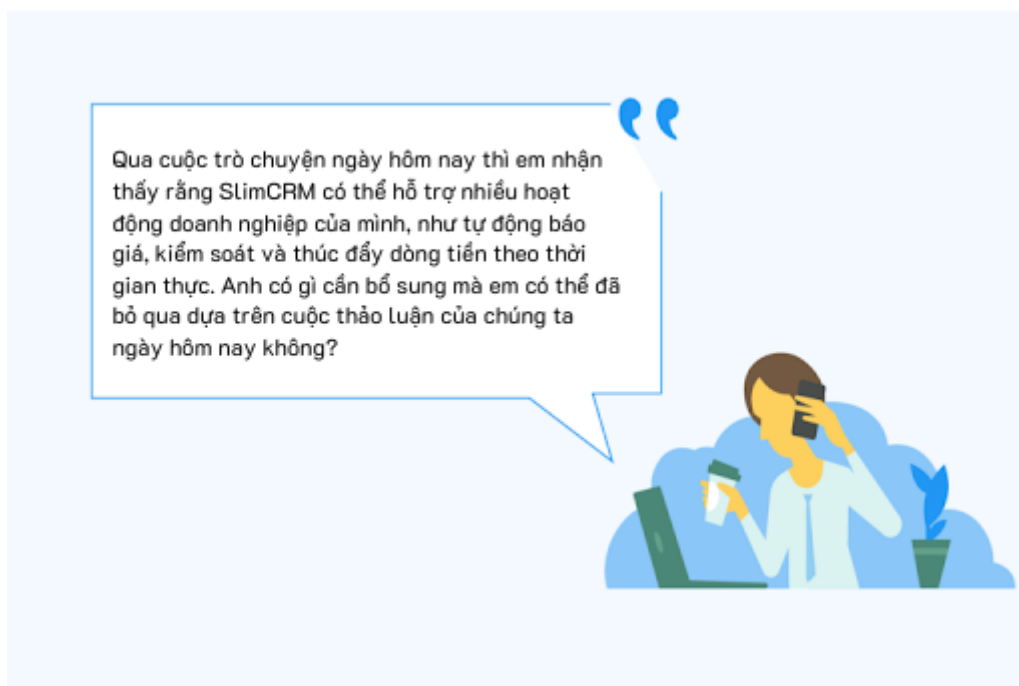 Qua cuộc trò chuyện ngày hôm nay thì em nhận
thấy rằng SlimCRM có thể hỗ trợ nhiều hoạt
động doanh nghiệp của mình, như tự động báo
giá, kiểm soát và thúc đẩy dòng tiền theo thời
gian thực. Anh có gì cần bổ sung mà em có thể đã
bỏ qua dựa trên cuộc thảo luận của chúng ta
ngày hôm nay không?